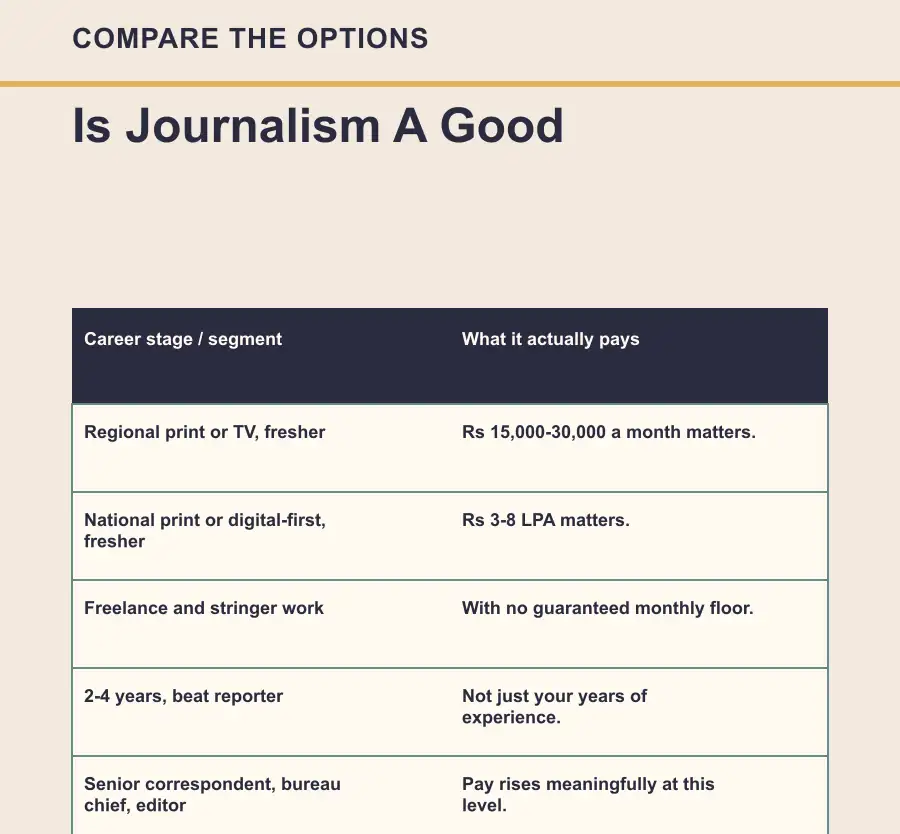 COMPARE THE OPTIONS
Is Journalism A Good
Career stage / segment
What it actually pays
Regional print or TV, fresher
Rs 15,000-30,000 a month matters.
National print or digital-first,
fresher
Rs 3-8 LPA matters.
Freelance and stringer work
With no guaranteed monthly floor.
2-4 years, beat reporter
Not just your years of
experience.
Senior correspondent, bureau
chief, editor
Pay rises meaningfully at this
level.